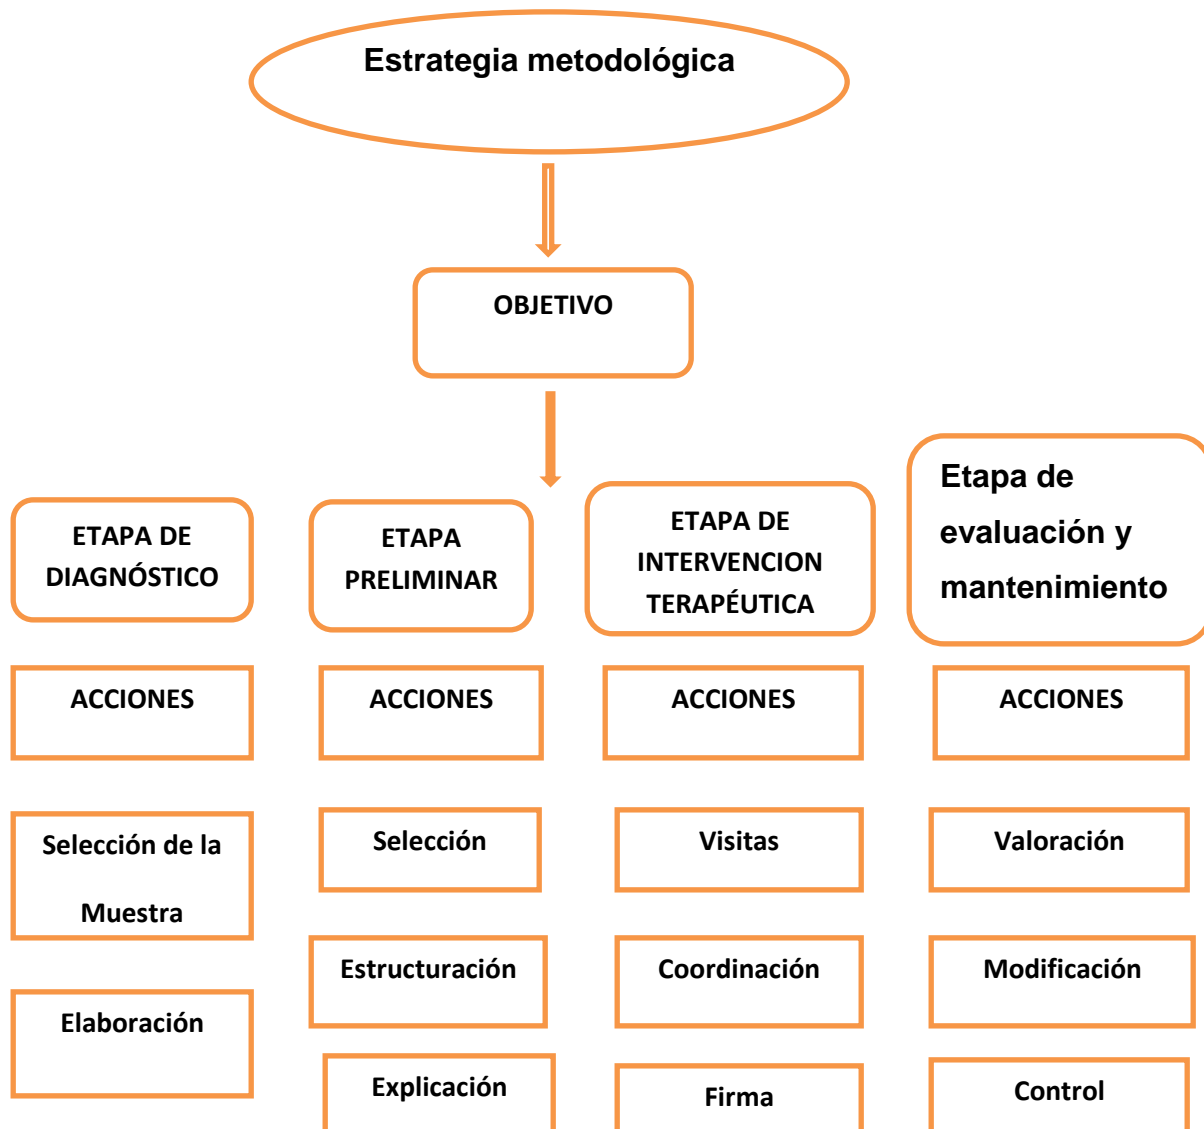 Estrategia metodológica
OBJETIVO
ETAPA DE
DIAGNÓSTICO
ETAPA
PRELIMINAR
ETAPA DE
INTERVENCION
TERAPÉUTICA
Etapa de
evaluación y
mantenimiento
ACCIONES
ACCIONES
ACCIONES
ACCIONES
Selección de la
Muestra
Selección
Visitas
Valoración
Elaboración
Estructuración
Coordinación
Modificación
Explicación
Firma
Control